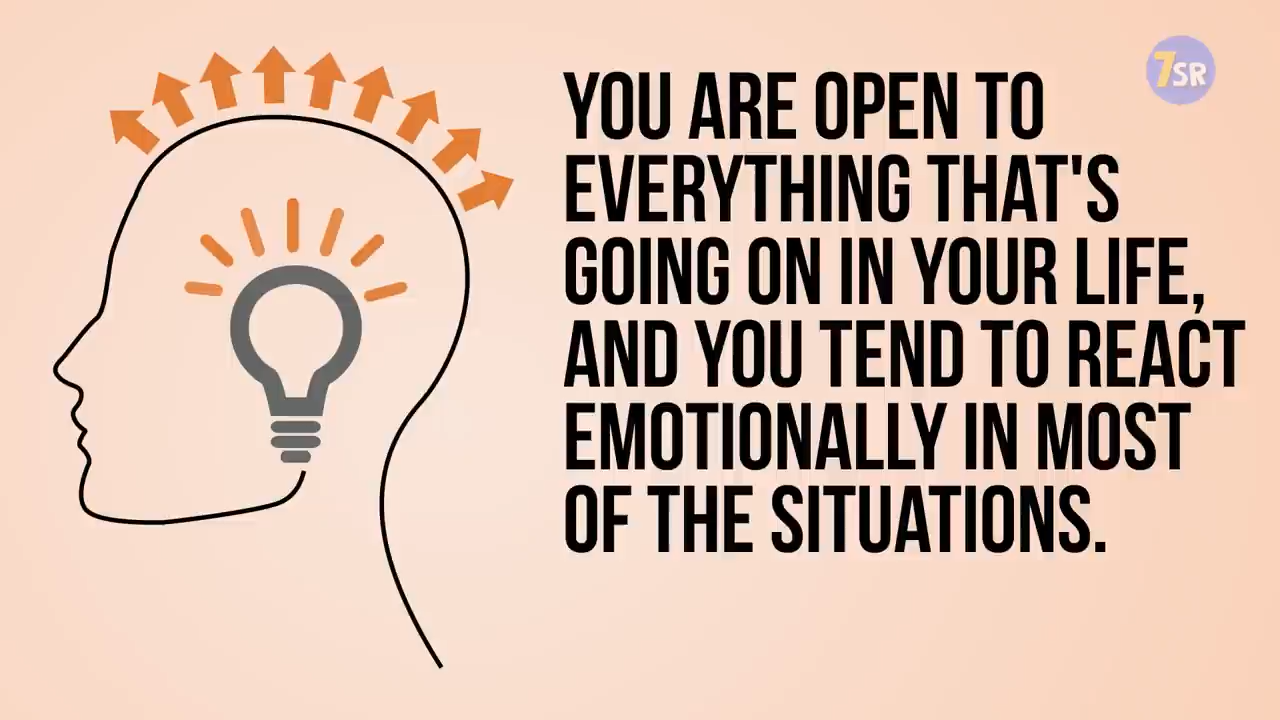 7SR
YOU ARE OPEN TO
EVERYTHING THAT'S
GOING ON IN YOUR LIFE,
AND YOU TEND TO REACT
EMOTIONALLY IN MOST
OF THE SITUATIONS.